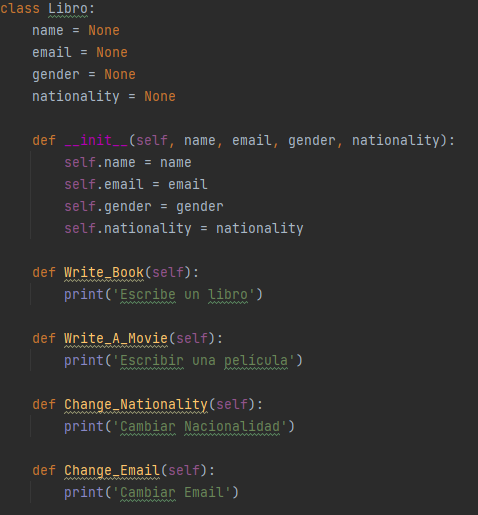 class Libro:
    name = None
    email = None
    gender = None
    nationality = None

    def __init__(self, name, email, gender, nationality):
        self.name = name
        self.email = email
        self.gender = gender
        self.nationality = nationality

    def Write_Book(self):
        print('Escribe un libro')

    def Write_A_Movie(self):
        print('Escribir una película')

    def Change_Nationality(self):
        print('Cambiar Nacionalidad')

    def Change_Email(self):
        print('Cambiar Email')